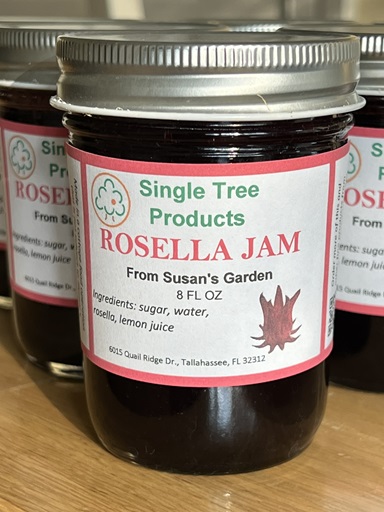 Single Tree
Products
ROSELLA JAM
From Susan's Garden
8 FL OZ
Ingredients: sugar, water,
rosella, lemon juice
6015 Quail Ridge Dr., Tallahassee, FL 32312